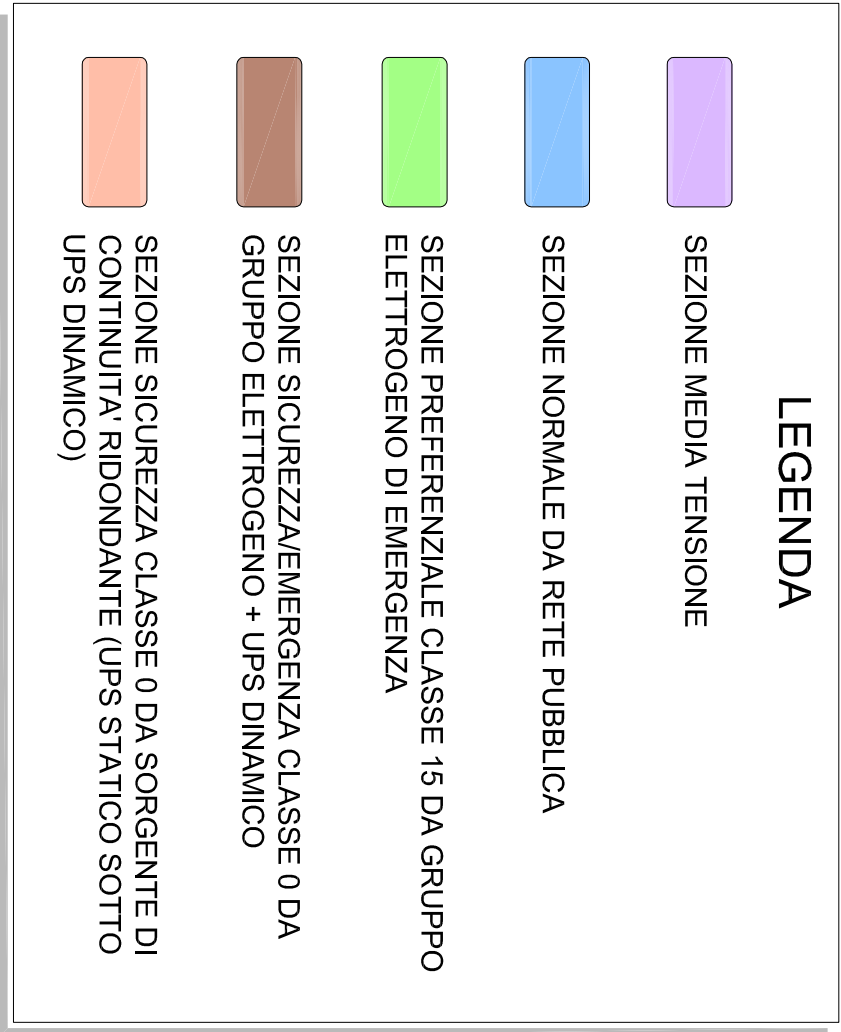 LEGENDA
SEZIONE MEDIA TENSIONE
SEZIONE NORMALE DA RETE PUBBLICA
SEZIONE PREFERENZIALE CLASSE 15 DA GRUPPO
ELETTROGENO DI EMERGENZA
SEZIONE SICUREZZA/EMERGENZA CLASSE 0 DA
GRUPPO ELETTROGENO + UPS DINAMICO
SEZIONE SICUREZZA CLASSE 0 DA SORGENTE DI
CONTINUITA' RIDONDANTE (UPS STATICO SOTTO
UPS DINAMICO)